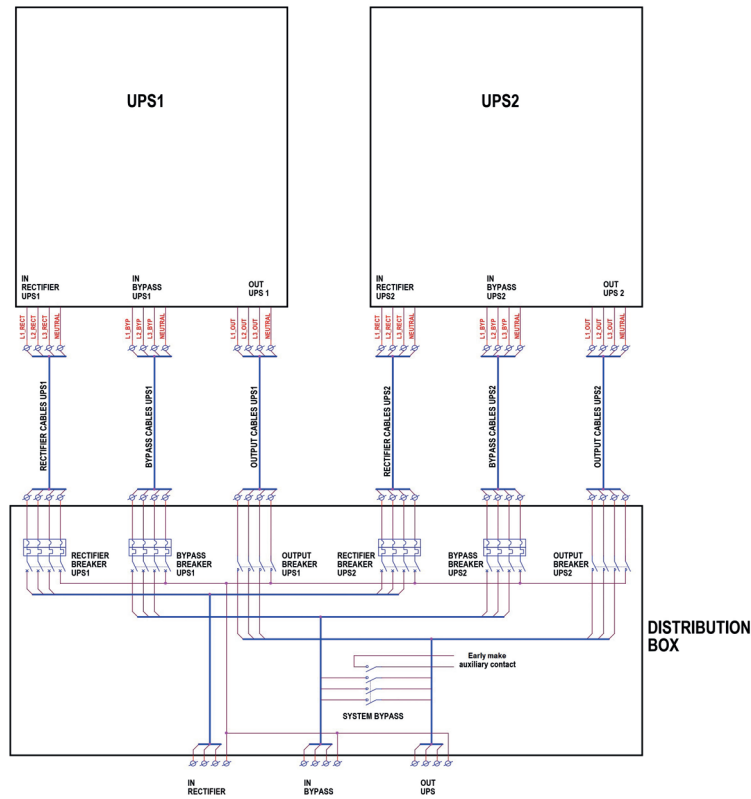 UPS1
UPS2
IN
RECTIFIER
UPS1
IN
BYPASS
UPS1
OUT
UPS 1
IN
RECTIFIER
UPS2
IN
BYPASS
UPS2
OUT
UPS 2
L1_RECT
L2_RECT
L3_RECT
NEUTRAL
L1_BYP
L2_BYP
L3_BYP
NEUTRAL
L1_OUT
L2_OUT
L3_OUT
NEUTRAL
L1_RECT
L2_RECT
L3_RECT
NEUTRAL
L1_BYP
L2_BYP
L3_BYP
NEUTRAL
L1_OUT
L2_OUT
L3_OUT
NEUTRAL
RECTIFIER CABLES UPS1
BYPASS CABLES UPS1
OUTPUT CABLES UPS1
RECTIFIER CABLES UPS2
BYPASS CABLES UPS2
OUTPUT CABLES UPS2
RECTIFIER
BREAKER
UPS1
BYPASS
BREAKER
UPS1
OUTPUT
BREAKER
UPS1
RECTIFIER
BREAKER
UPS2
BYPASS
BREAKER
UPS2
OUTPUT
BREAKER
UPS2
DISTRIBUTION
BOX
Early make
auxiliary contact
SYSTEM BYPASS
IN
RECTIFIER
IN
BYPASS
OUT
UPS